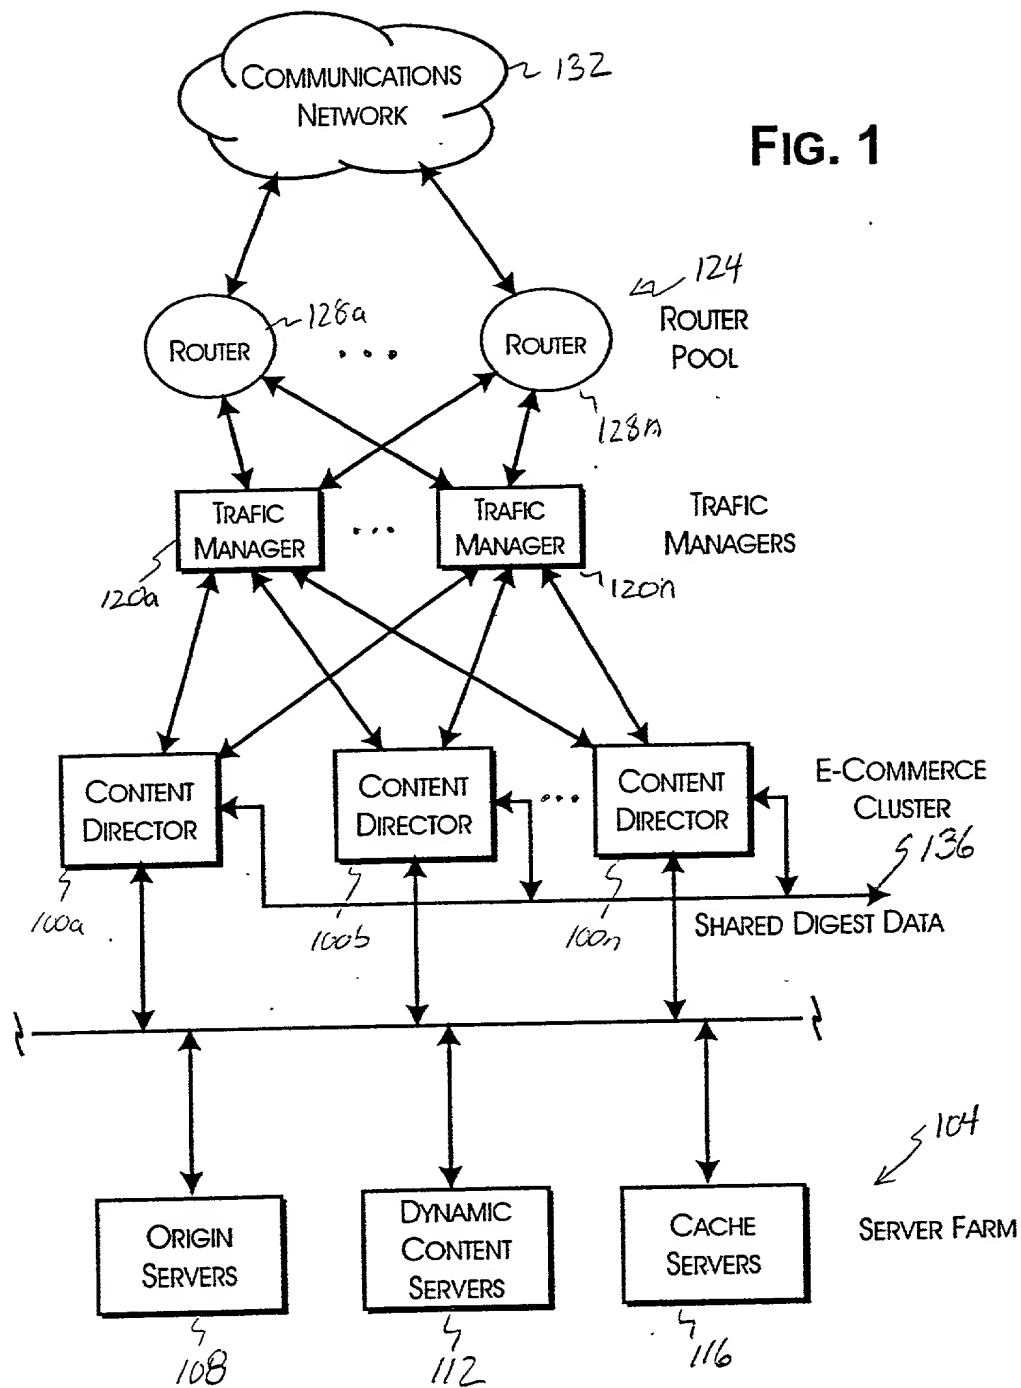 COMMUNICATIONS
NETWORK
132
FIG. 1
124
ROUTER
POOL
ROUTER
128a
...
ROUTER
128n
TRAFIC
MANAGER
120a
...
TRAFIC
MANAGER
120n
TRAFIC
MANAGERS
CONTENT
DIRECTOR
100a
CONTENT
DIRECTOR
100b
...
CONTENT
DIRECTOR
100n
E-COMMERCE
CLUSTER
136
SHARED DIGEST DATA
104
SERVER FARM
ORIGIN
SERVERS
108
DYNAMIC
CONTENT
SERVERS
112
CACHE
SERVERS
116